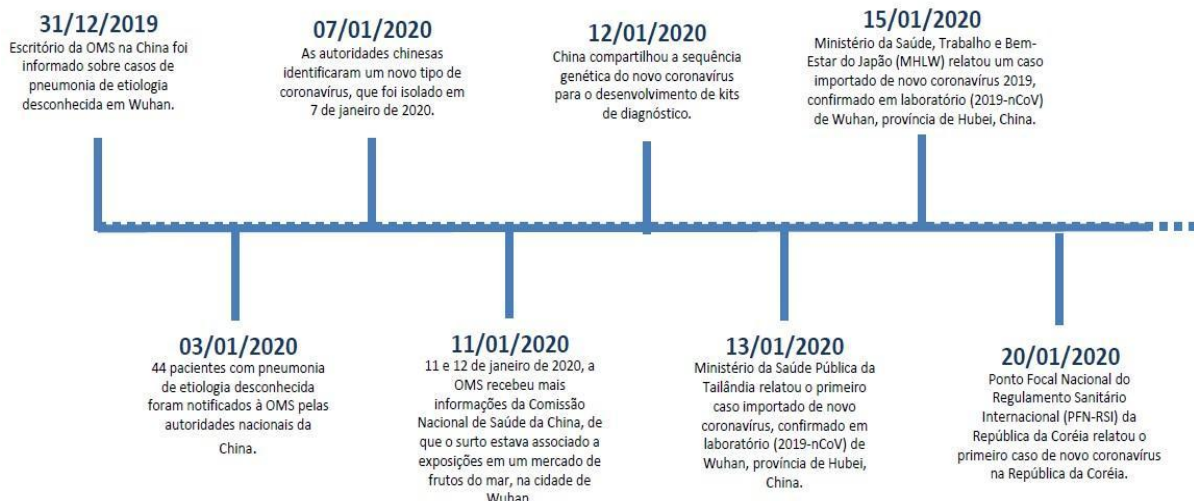 31/12/2019
Escritório da OMS na China foi
informado sobre casos de
pneumonia de etiologia
desconhecida em Wuhan.
07/01/2020
As autoridades chinesas
identificaram um novo tipo de
coronavírus, que foi isolado em
7 de janeiro de 2020.
12/01/2020
China compartilhou a sequência
genética do novo coronavírus
para o desenvolvimento de kits
de diagnóstico.
15/01/2020
Ministério da Saúde, Trabalho e Bem-
Estar do Japão (MHLW) relatou um caso
importado de novo coronavírus 2019,
confirmado em laboratório (2019-nCoV)
de Wuhan, província de Hubei, China.
03/01/2020
44 pacientes com pneumonia
de etiologia desconhecida
foram notificados à OMS pelas
autoridades nacionais da
China.
11/01/2020
11 e 12 de janeiro de 2020, a
OMS recebeu mais
informações da Comissão
Nacional de Saúde da China, de
que o surto estava associado a
exposições em um mercado de
frutos do mar, na cidade de
Wuhan
13/01/2020
Ministério da Saúde Pública da
Tailândia relatou o primeiro
caso importado de novo
coronavírus, confirmado em
laboratório (2019-nCoV) de
Wuhan, província de Hubei,
China.
20/01/2020
Ponto Focal Nacional do
Regulamento Sanitário
Internacional (PFN-RSI) da
República da Coréia relatou o
primeiro caso de novo coronavírus
na República da Coréia.